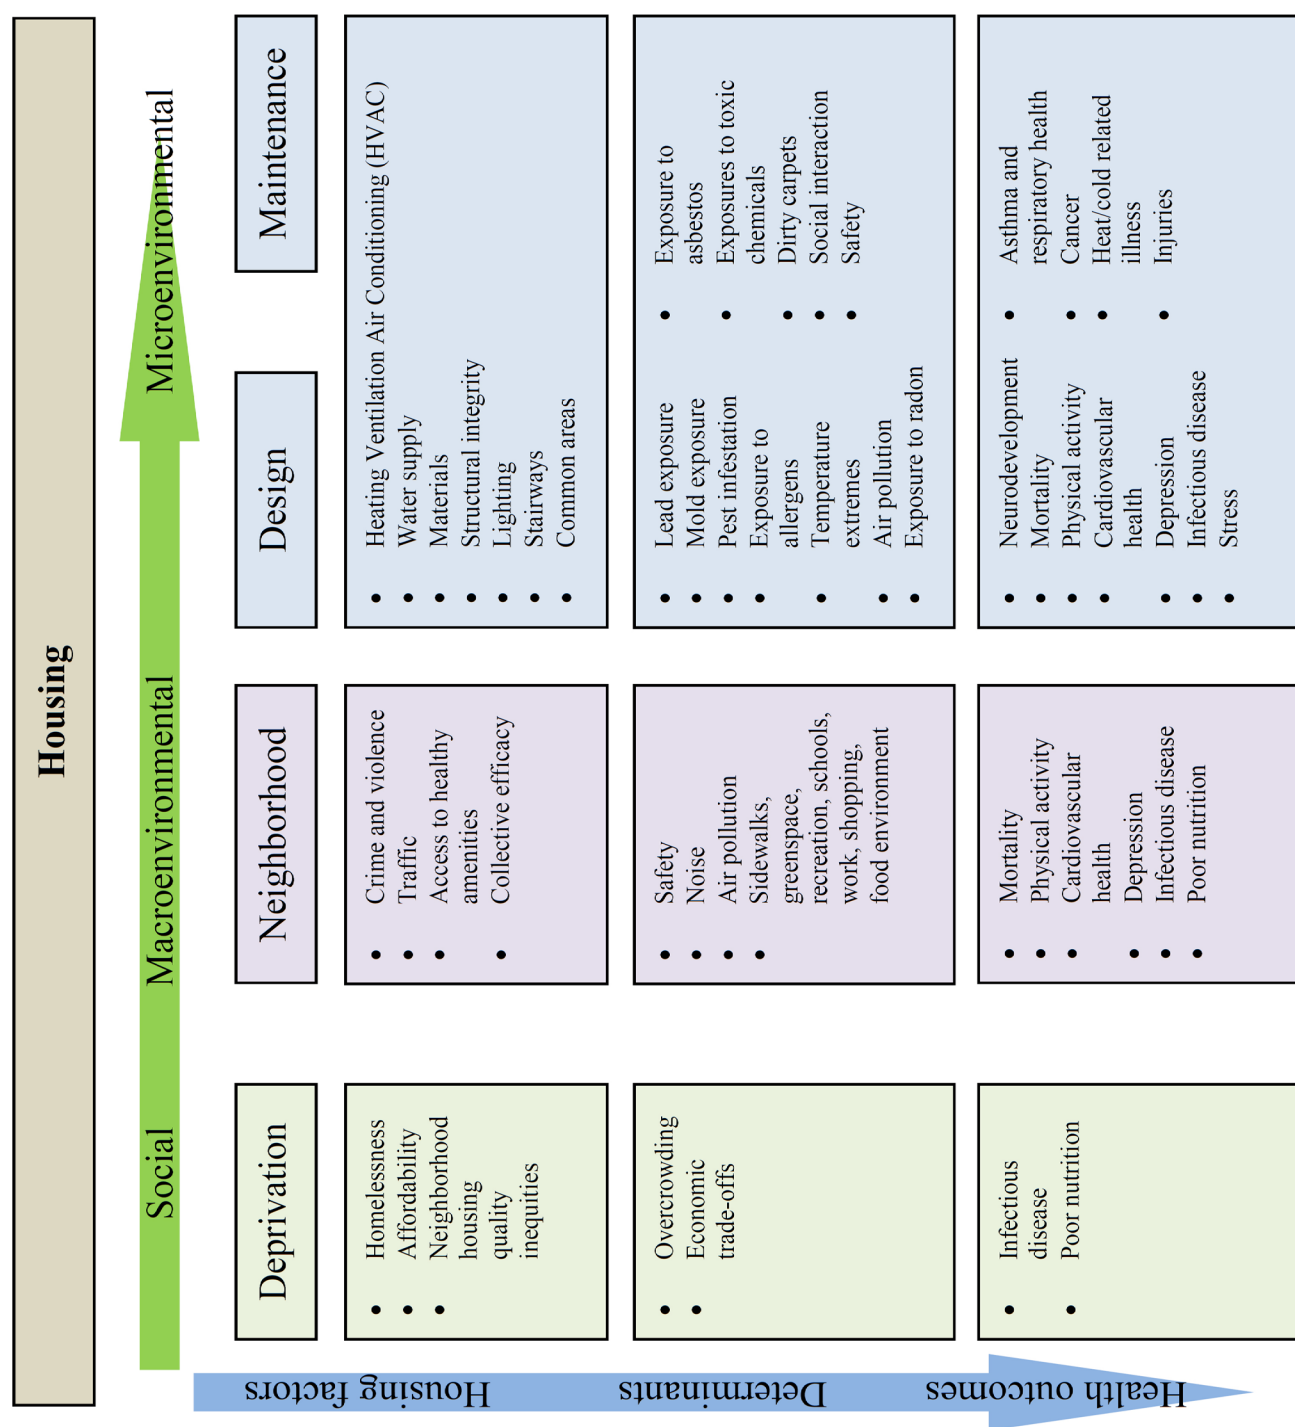 Housing
Social
Macroenvironmental
Microenvironmental
Deprivation
Neighborhood
Design
Maintenance
Housing factors
• Homelessness
• Affordability
• Neighborhood
housing
quality
inequities
• Crime and violence
• Traffic
• Access to healthy
amenities
• Collective efficacy
• Heating Ventilation Air Conditioning (HVAC)
• Water supply
• Materials
• Structural integrity
• Lighting
• Stairways
• Common areas
Determinants
• Overcrowding
• Economic
trade-offs
• Safety
• Noise
• Air pollution
• Sidewalks,
greenspace,
recreation, schools,
work, shopping,
food environment
• Lead exposure
• Mold exposure
• Pest infestation
• Exposure to
allergens
• Temperature
extremes
• Air pollution
• Exposure to radon
• Exposure to
asbestos
• Exposures to toxic
chemicals
• Dirty carpets
• Social interaction
• Safety
Health outcomes
• Infectious
disease
• Poor nutrition
• Mortality
• Physical activity
• Cardiovascular
health
• Depression
• Infectious disease
• Poor nutrition
• Neurodevelopment
• Mortality
• Physical activity
• Cardiovascular
health
• Depression
• Infectious disease
• Stress
• Asthma and
respiratory health
• Cancer
• Heat/cold related
illness
• Injuries